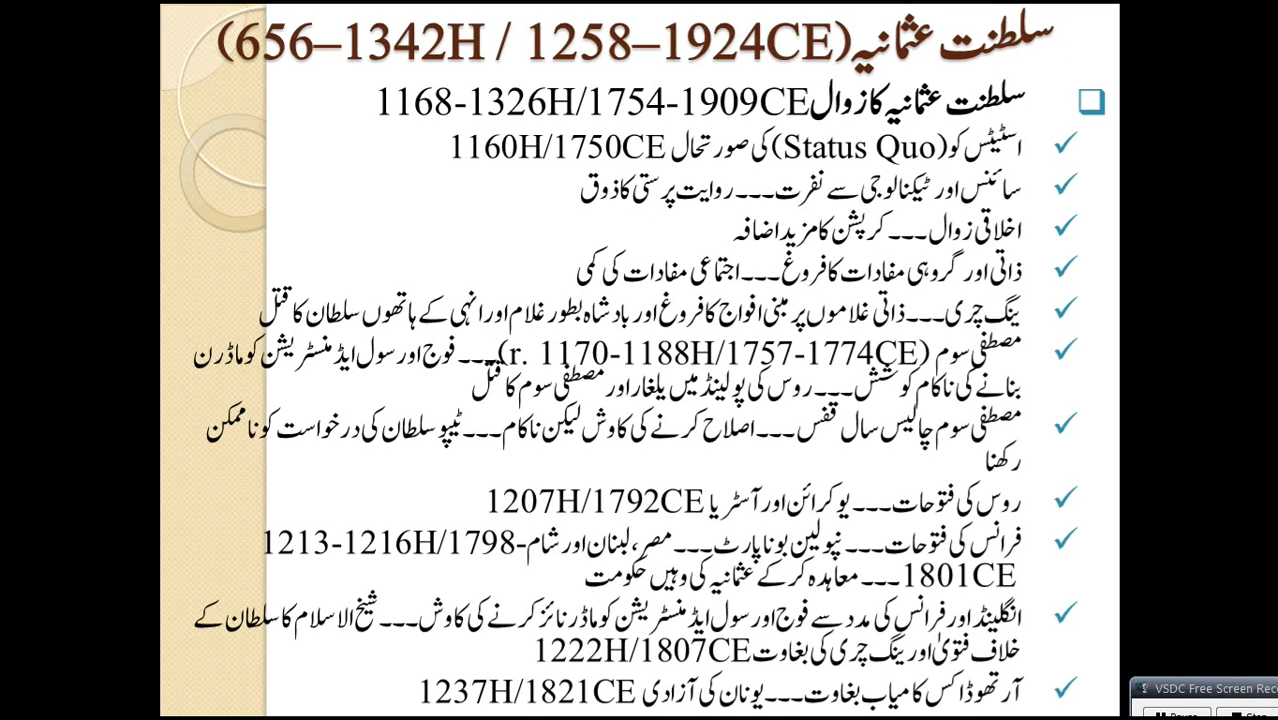 سلطنت عثمانیہ (656–1342H / 1258–1924CE)
سلطنت عثمانیہ کا زوال 1168-1326H/1754-1909CE
اسٹیٹس کو (Status Quo) کی صورتحال 1160H/1750CE
سائنس اور ٹیکنالوجی سے نفرت۔۔۔ روایت پرستی کا ذوق
اخلاقی زوال۔۔۔ کرپشن کا مزید اضافہ
ذاتی اور گروہی مفادات کا فروغ۔۔۔ اجتماعی مفادات کی کمی
ینگ چری۔۔۔ ذاتی غلاموں پر مبنی افواج کا فروغ اور بادشاہ بطور غلام اور انہی کے ہاتھوں سلطان کا قتل
مصطفی سوم (r. 1170-1188H/1757-1774CE)۔۔۔ فوج اور سول ایڈمنسٹریشن کو ماڈرن
بنانے کی ناکام کوشش۔۔۔ روس کی پولینڈ میں یلغار اور مصطفی سوم کا قتل
مصطفی سوم چالیس سال قفس۔۔۔ اصلاح کرنے کی کاوش لیکن ناکام۔۔۔ ٹیپو سلطان کی درخواست کو ناممکن
رکھنا
روس کی فتوحات۔۔۔ یوکرائن اور آسٹریا 1207H/1792CE
فرانس کی فتوحات۔۔۔ نپولین بوناپارٹ۔۔۔ مصر، لبنان اور شام 1213-1216H/1798-
1801CE۔۔۔ معاہدہ کر کے عثمانیہ کی وہیں حکومت
انگلینڈ اور فرانس کی مدد سے فوج اور سول ایڈمنسٹریشن کو ماڈرنائز کرنے کی کاوش۔۔۔ شیخ الاسلام کا سلطان کے
خلاف فتویٰ اور ینگ چری کی بغاوت 1222H/1807CE
آرتھوڈاکس کامیاب بغاوت۔۔۔ یونان کی آزادی 1237H/1821CE
VSDC Free Screen Rec